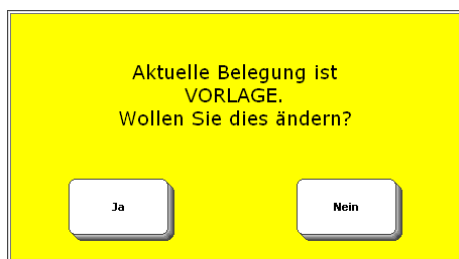 Aktuelle Belegung ist
VORLAGE.
Wollen Sie dies ändern?
Ja
Nein